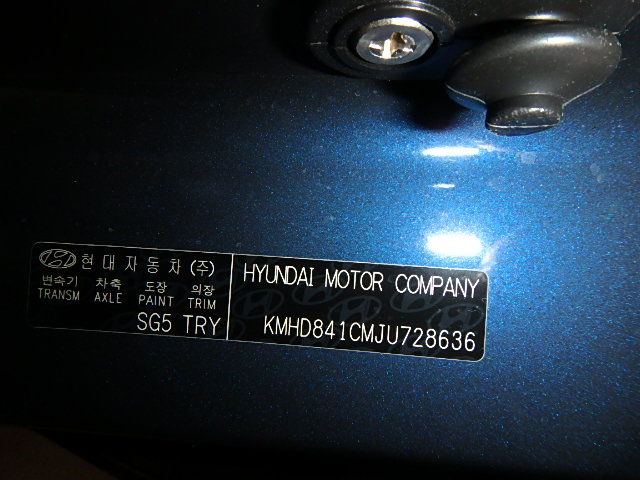 현대자동차(주)
변속기 차축 도장 의장
TRANSM AXLE PAINT TRIM
SG5 TRY
HYUNDAI MOTOR COMPANY
KMHD841CMJU728636